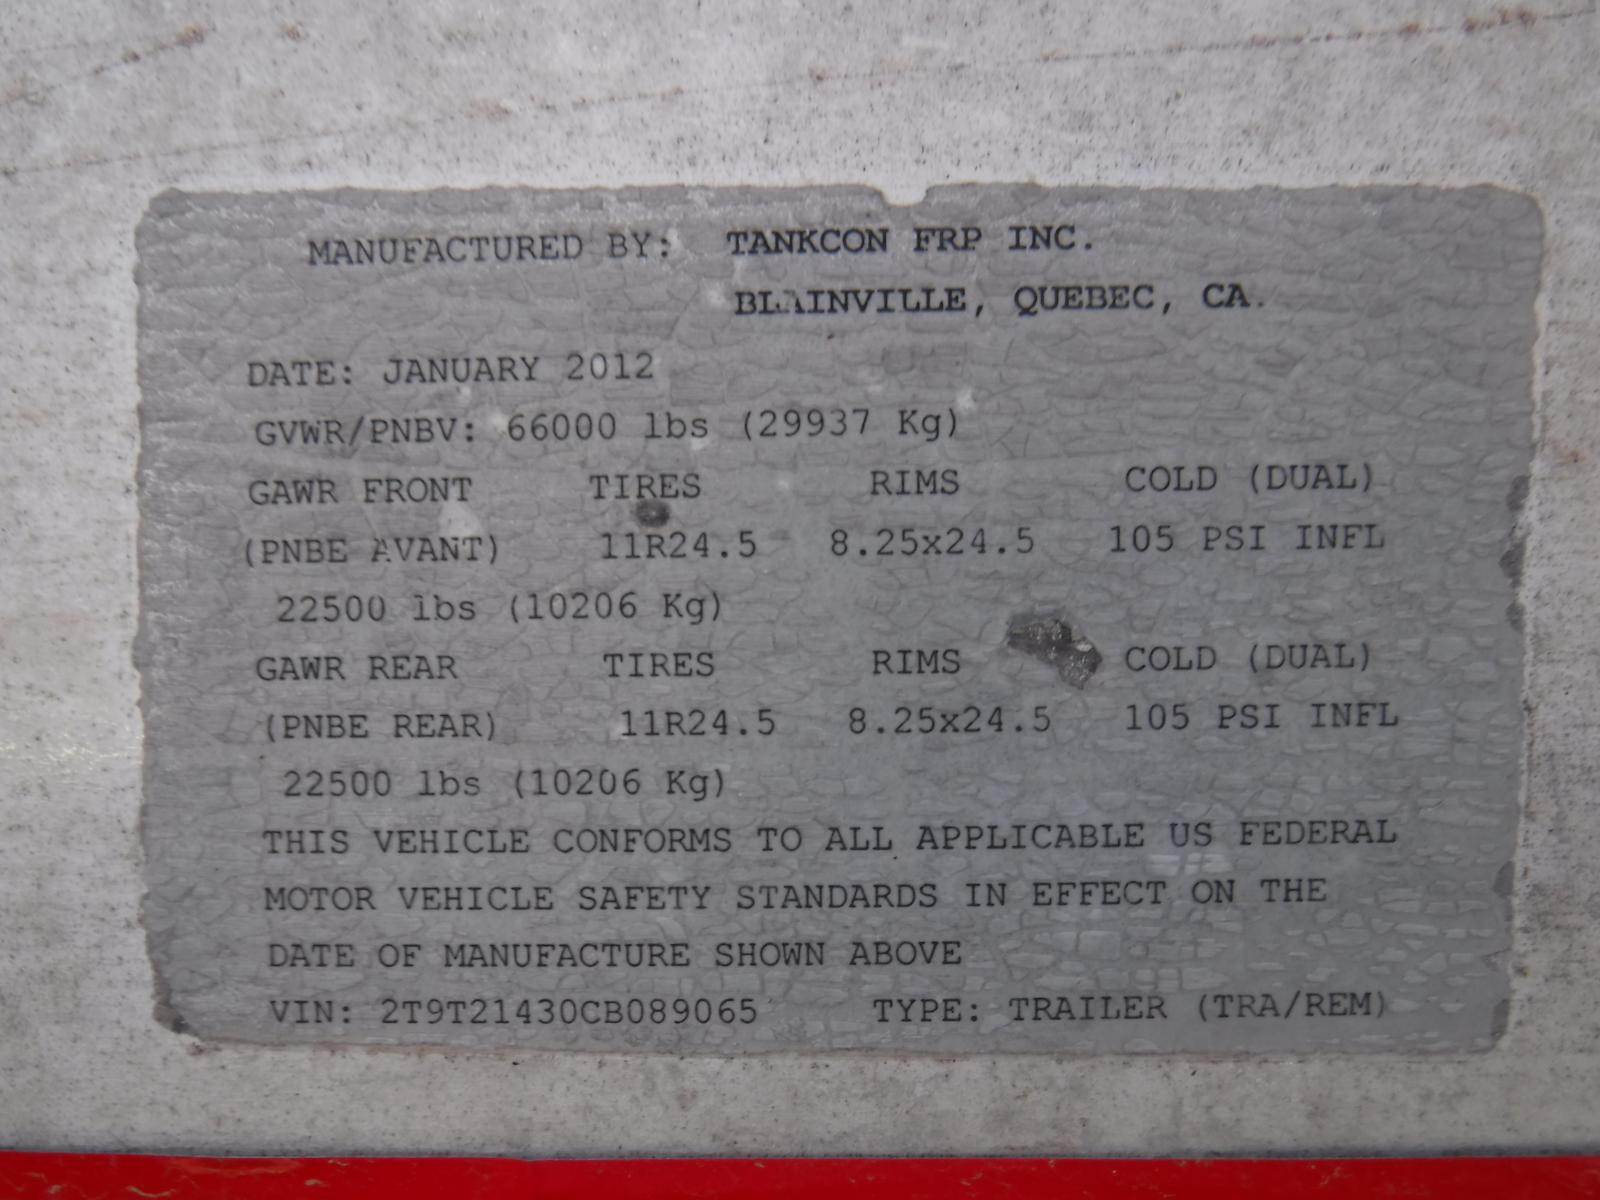 MANUFACTURED BY: TANKCON FRP INC.
BLAINVILLE, QUEBEC, CA.
DATE: JANUARY 2012
GVWR/PNBV: 66000 lbs (29937 Kg)
GAWR FRONT TIRES RIMS COLD (DUAL)
(PNBE AVANT) 11R24.5 8.25x24.5 105 PSI INFL
22500 lbs (10206 Kg)
GAWR REAR TIRES RIMS COLD (DUAL)
(PNBE REAR) 11R24.5 8.25x24.5 105 PSI INFL
22500 lbs (10206 Kg)
THIS VEHICLE CONFORMS TO ALL APPLICABLE US FEDERAL
MOTOR VEHICLE SAFETY STANDARDS IN EFFECT ON THE
DATE OF MANUFACTURE SHOWN ABOVE
VIN: 2T9T21430CB089065 TYPE: TRAILER (TRA/REM)